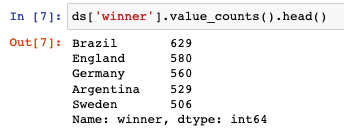 In [7]: ds['winner'].value_counts().head()
Out[7]: Brazil 629
England 580
Germany 560
Argentina 529
Sweden 506
Name: winner, dtype: int64